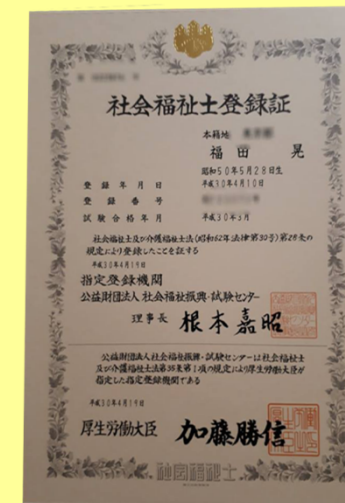 社会福祉士登録証
本籍地
福田 晃
昭和50年5月28日生
登録年月日 平成30年4月10日
登録番号
試験合格年月 平成30年3月
社会福祉士及び介護福祉士法(昭和62年法律第30号)第28条の
規定により登録したことを証する
平成30年4月19日
指定登録機関
公益財団法人 社会福祉振興・試験センター
理事長 根本嘉昭
公益財団法人社会福祉振興・試験センターは社会福祉士
及び介護福祉士法第35条第1項の規定により厚生労働大臣が
指定した指定登録機関である
平成30年4月19日
厚生労働大臣 加藤勝信
社会福祉士